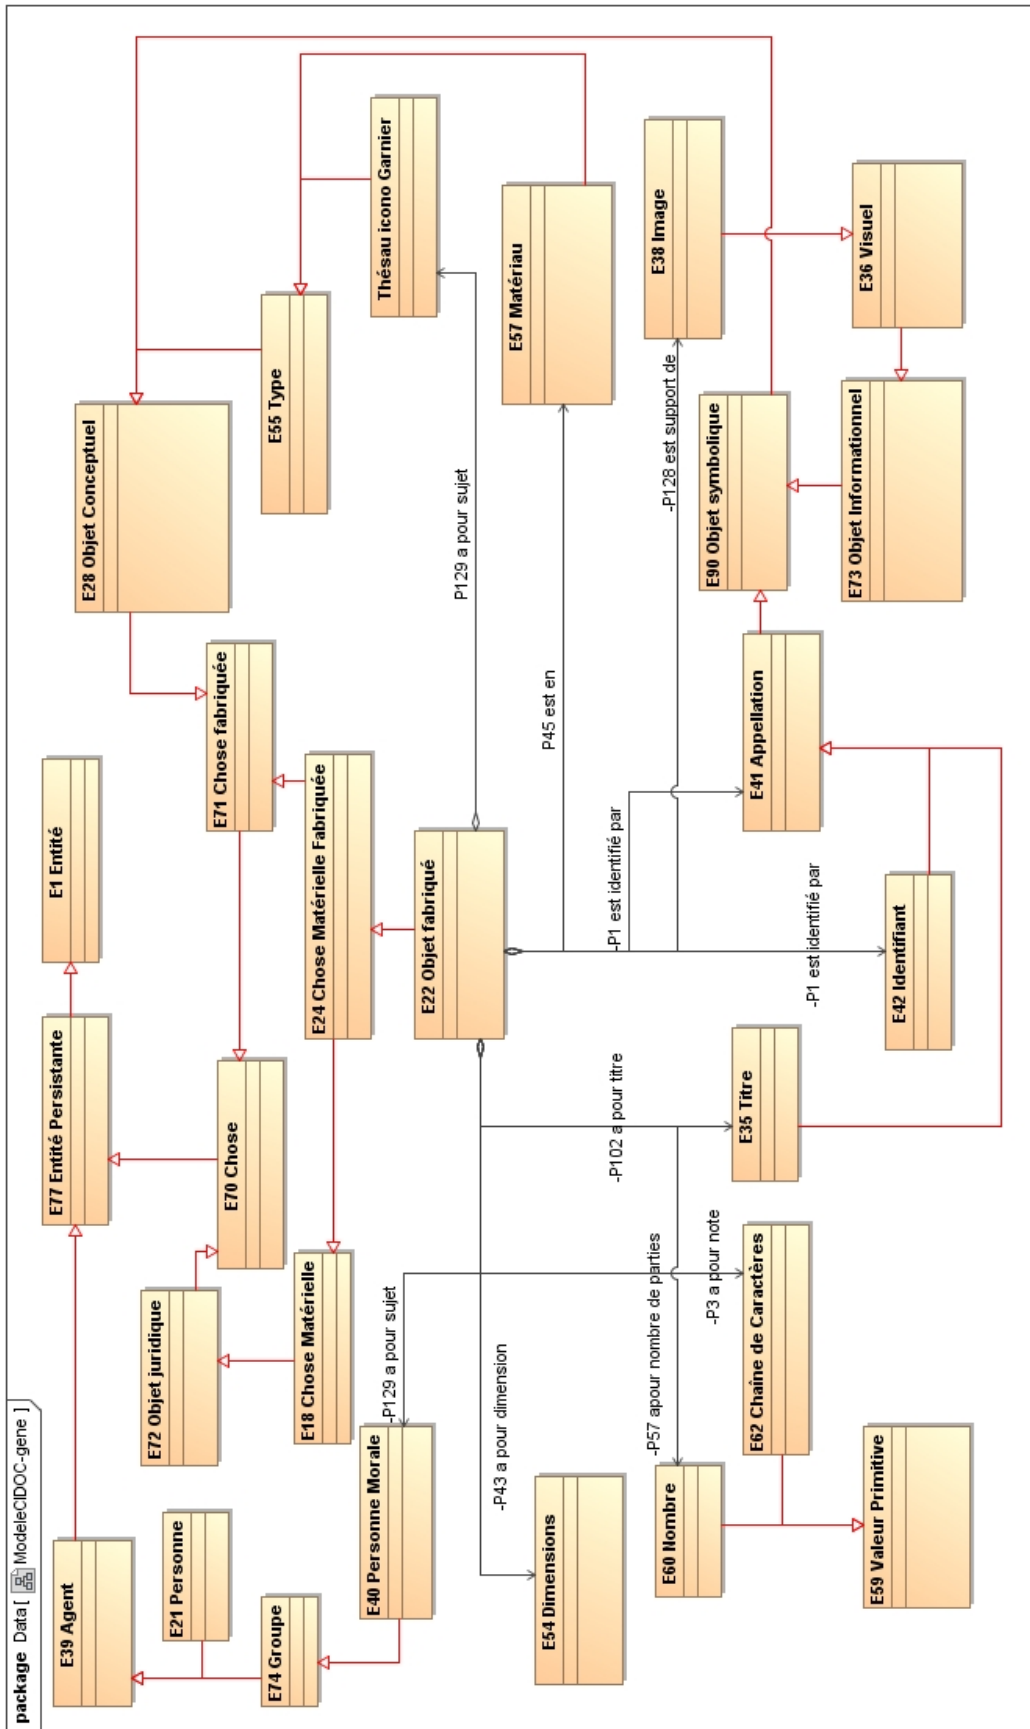 package Data [ ModeleCIDOC-gene ]
E39 Agent
E77 Entité Persistante
E1 Entité
E28 Objet Conceptuel
E21 Personne
E72 Objet juridique
E70 Chose
E71 Chose fabriquée
E55 Type
E74 Groupe
E18 Chose Matérielle
E24 Chose Matérielle Fabriquée
Thésau icono Garnier
E40 Personne Morale
-P129 a pour sujet
E22 Objet fabriqué
P129 a pour sujet
-P43 a pour dimension
P45 est en
E57 Matériau
E54 Dimensions
-P102 a pour titre
-P1 est identifié par
-P128 est support de
E38 Image
-P57 apour nombre de parties
E60 Nombre
-P3 a pour note
E35 Titre
E41 Appellation
E90 Objet symbolique
E62 Chaîne de Caractères
-P1 est identifié par
E42 Identifiant
E73 Objet Informationnel
E36 Visuel
E59 Valeur Primitive